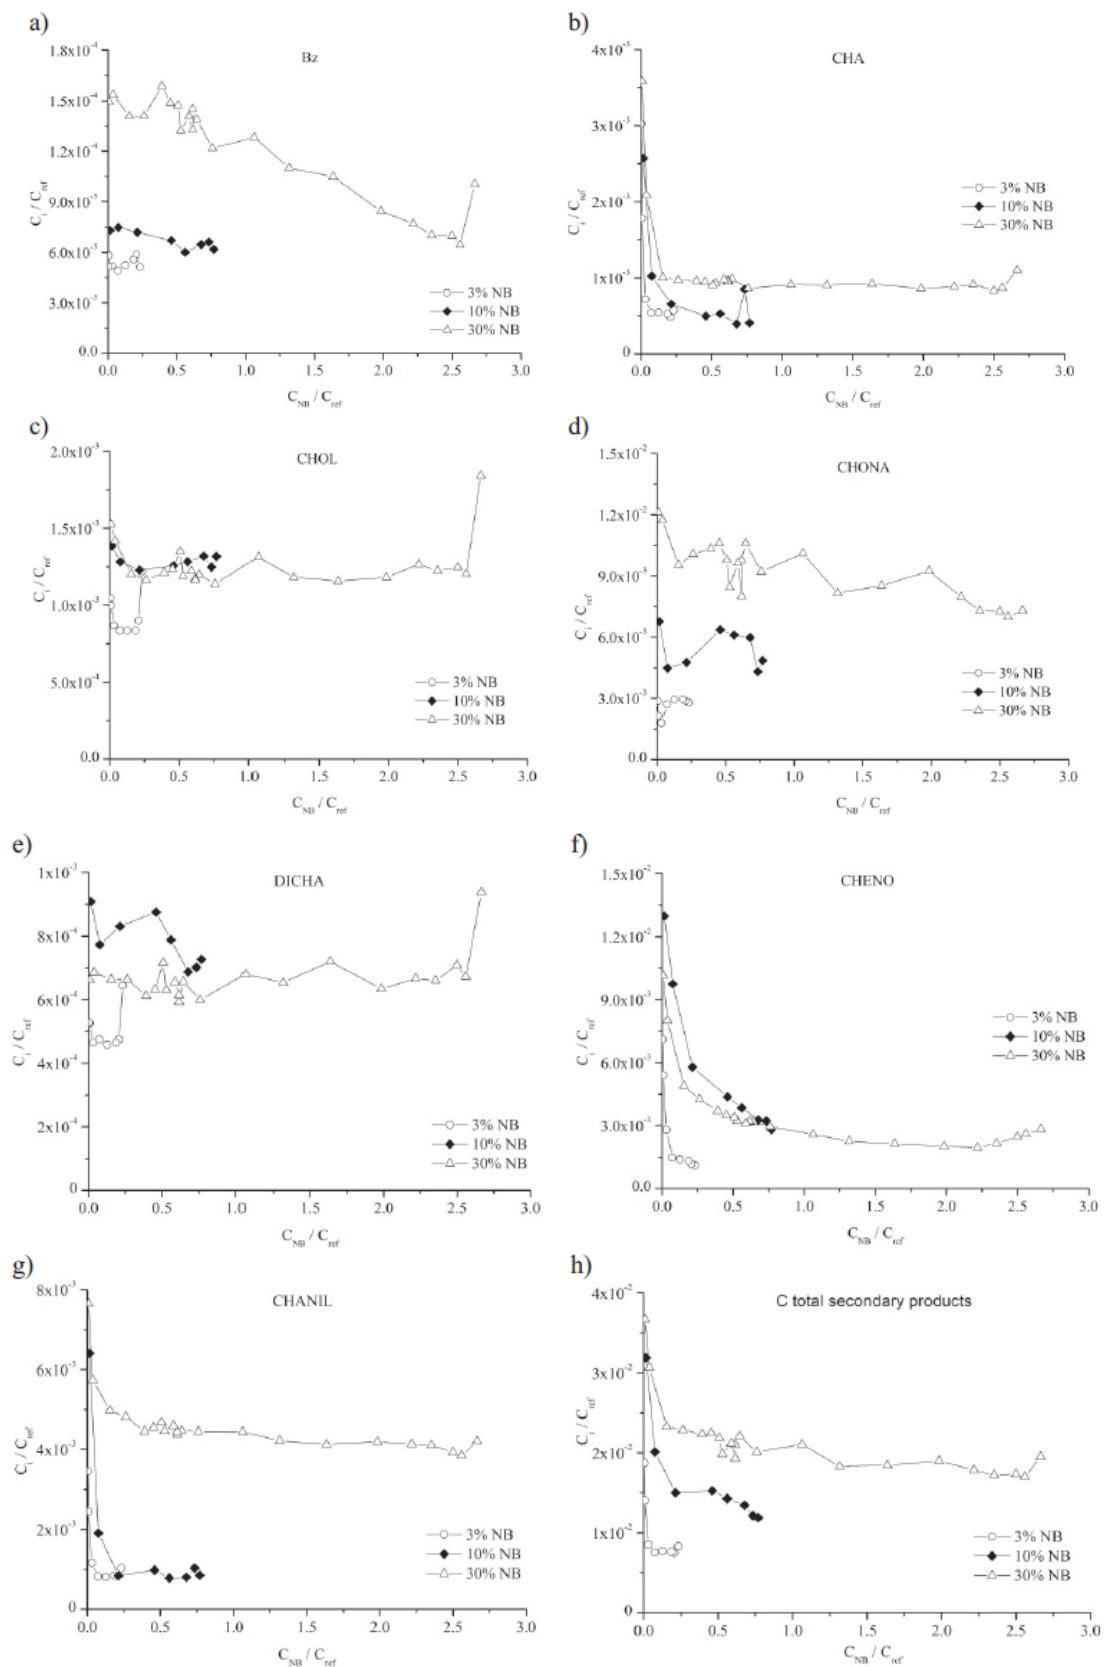 a)
Bz
1.8x10⁻⁴
1.5x10⁻⁴
1.2x10⁻⁴
9.0x10⁻⁵
6.0x10⁻⁵
3.0x10⁻⁵
0.0
C_i / C_ref
3% NB
10% NB
30% NB
0.0 0.5 1.0 1.5 2.0 2.5 3.0
C_NB / C_ref
b)
CHA
4x10⁻³
3x10⁻³
2x10⁻³
1x10⁻³
0
C_i / C_ref
3% NB
10% NB
30% NB
0.0 0.5 1.0 1.5 2.0 2.5 3.0
C_NB / C_ref
c)
CHOL
2.0x10⁻³
1.5x10⁻³
1.0x10⁻³
5.0x10⁻⁴
0.0
C_i / C_ref
3% NB
10% NB
30% NB
0.0 0.5 1.0 1.5 2.0 2.5 3.0
C_NB / C_ref
d)
CHONA
1.5x10⁻²
1.2x10⁻²
9.0x10⁻³
6.0x10⁻³
3.0x10⁻³
0.0
C_i / C_ref
3% NB
10% NB
30% NB
0.0 0.5 1.0 1.5 2.0 2.5 3.0
C_NB / C_ref
e)
DICHA
1x10⁻³
8x10⁻⁴
6x10⁻⁴
4x10⁻⁴
2x10⁻⁴
0
C_i / C_ref
3% NB
10% NB
30% NB
0.0 0.5 1.0 1.5 2.0 2.5 3.0
C_NB / C_ref
f)
CHENO
1.5x10⁻²
1.2x10⁻²
9.0x10⁻³
6.0x10⁻³
3.0x10⁻³
0.0
C_i / C_ref
3% NB
10% NB
30% NB
0.0 0.5 1.0 1.5 2.0 2.5 3.0
C_NB / C_ref
g)
CHANIL
8x10⁻³
6x10⁻³
4x10⁻³
2x10⁻³
0
C_i / C_ref
3% NB
10% NB
30% NB
0.0 0.5 1.0 1.5 2.0 2.5 3.0
C_NB / C_ref
h)
C total secondary products
4x10⁻²
3x10⁻²
2x10⁻²
1x10⁻²
0
C_i / C_ref
3% NB
10% NB
30% NB
0.0 0.5 1.0 1.5 2.0 2.5 3.0
C_NB / C_ref